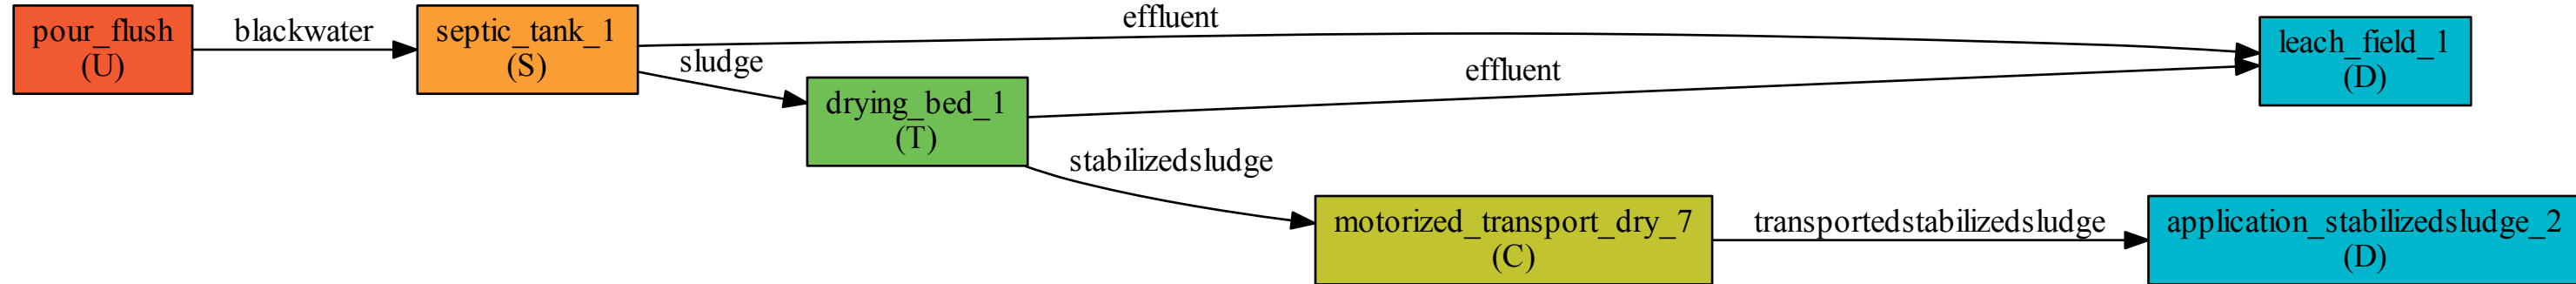 pour_flush
(U)
blackwater
septic_tank_1
(S)
effluent
sludge
drying_bed_1
(T)
effluent
stabilizedsludge
leach_field_1
(D)
motorized_transport_dry_7
(C)
transportedstabilizedsludge
application_stabilizedsludge_2
(D)